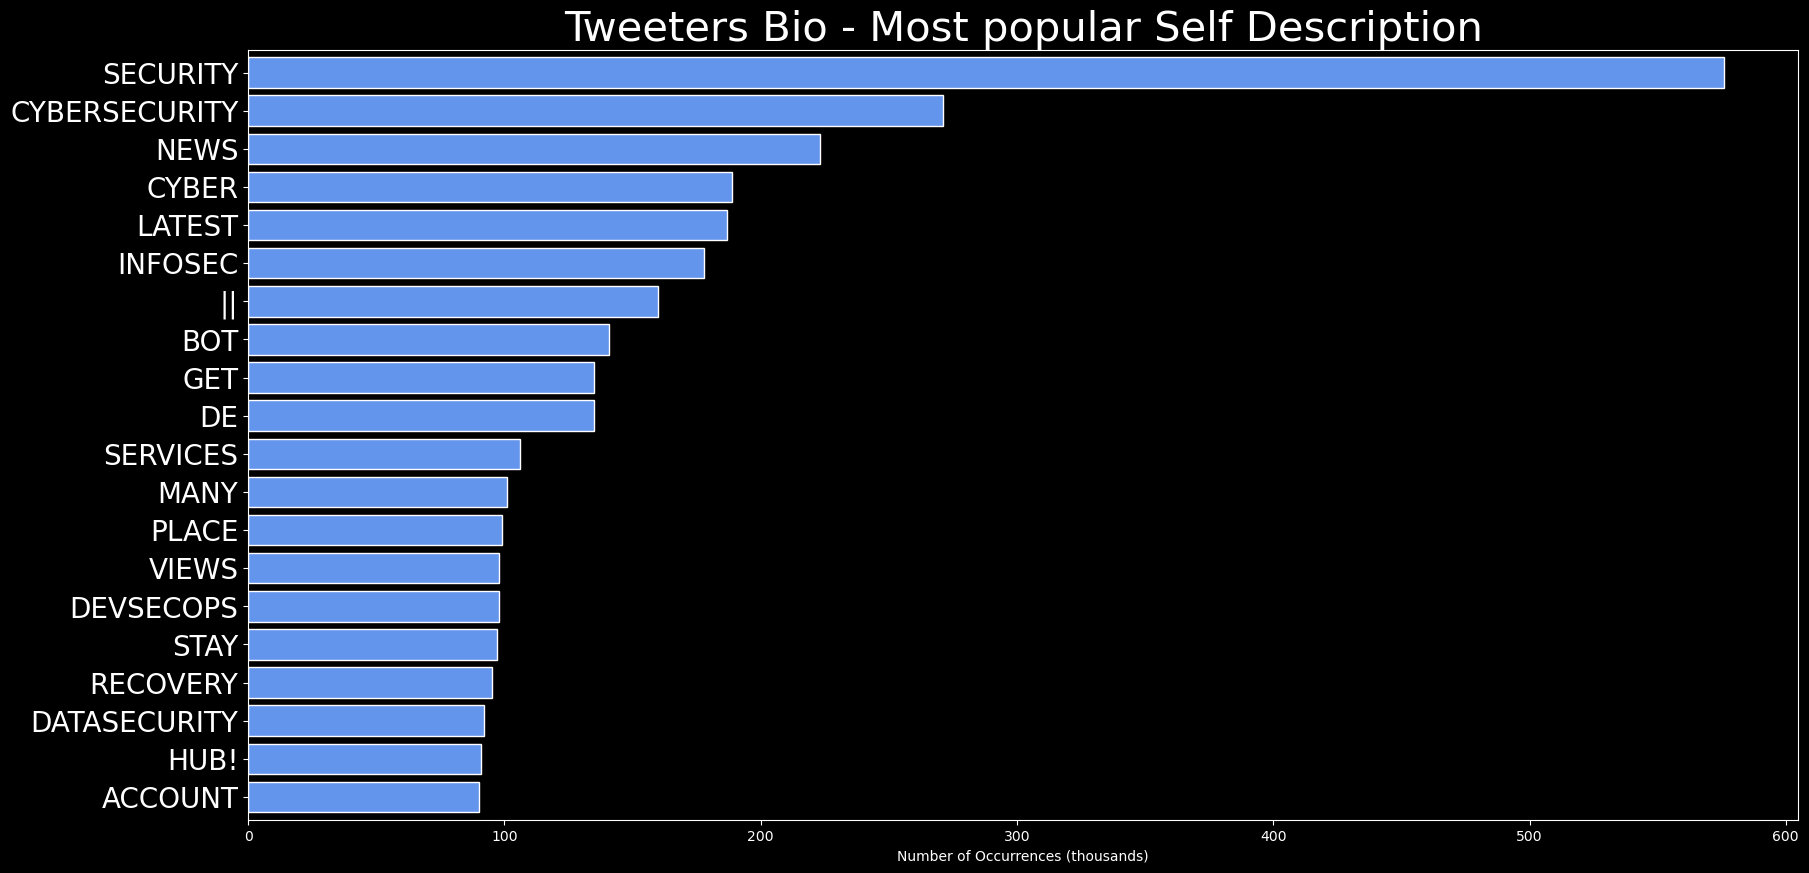 Tweeters Bio - Most popular Self Description
SECURITY
CYBERSECURITY
NEWS
CYBER
LATEST
INFOSEC
||
BOT
GET
DE
SERVICES
MANY
PLACE
VIEWS
DEVSECOPS
STAY
RECOVERY
DATASECURITY
HUB!
ACCOUNT
0 100 200 300 400 500 600
Number of Occurrences (thousands)